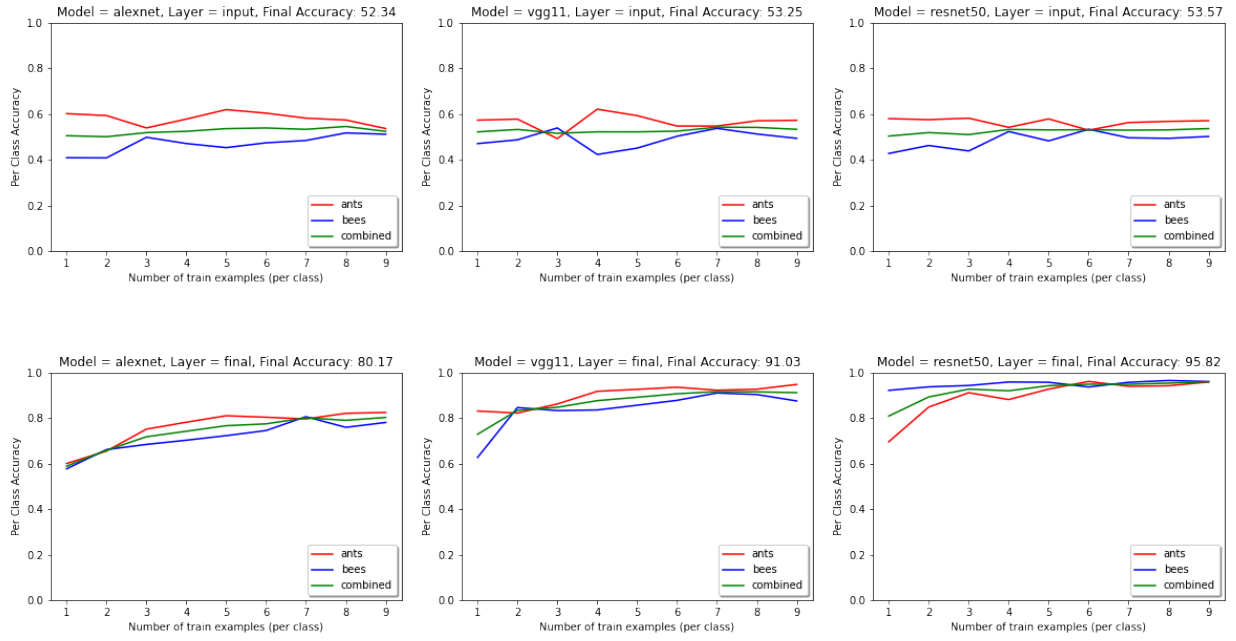 Model = alexnet, Layer = input, Final Accuracy: 52.34
Per Class Accuracy
1.0
0.8
0.6
0.4
0.2
0.0
ants
bees
combined
1 2 3 4 5 6 7 8 9
Number of train examples (per class)
Model = vgg11, Layer = input, Final Accuracy: 53.25
Per Class Accuracy
1.0
0.8
0.6
0.4
0.2
0.0
ants
bees
combined
1 2 3 4 5 6 7 8 9
Number of train examples (per class)
Model = resnet50, Layer = input, Final Accuracy: 53.57
Per Class Accuracy
1.0
0.8
0.6
0.4
0.2
0.0
ants
bees
combined
1 2 3 4 5 6 7 8 9
Number of train examples (per class)
Model = alexnet, Layer = final, Final Accuracy: 80.17
Per Class Accuracy
1.0
0.8
0.6
0.4
0.2
0.0
ants
bees
combined
1 2 3 4 5 6 7 8 9
Number of train examples (per class)
Model = vgg11, Layer = final, Final Accuracy: 91.03
Per Class Accuracy
1.0
0.8
0.6
0.4
0.2
0.0
ants
bees
combined
1 2 3 4 5 6 7 8 9
Number of train examples (per class)
Model = resnet50, Layer = final, Final Accuracy: 95.82
Per Class Accuracy
1.0
0.8
0.6
0.4
0.2
0.0
ants
bees
combined
1 2 3 4 5 6 7 8 9
Number of train examples (per class)